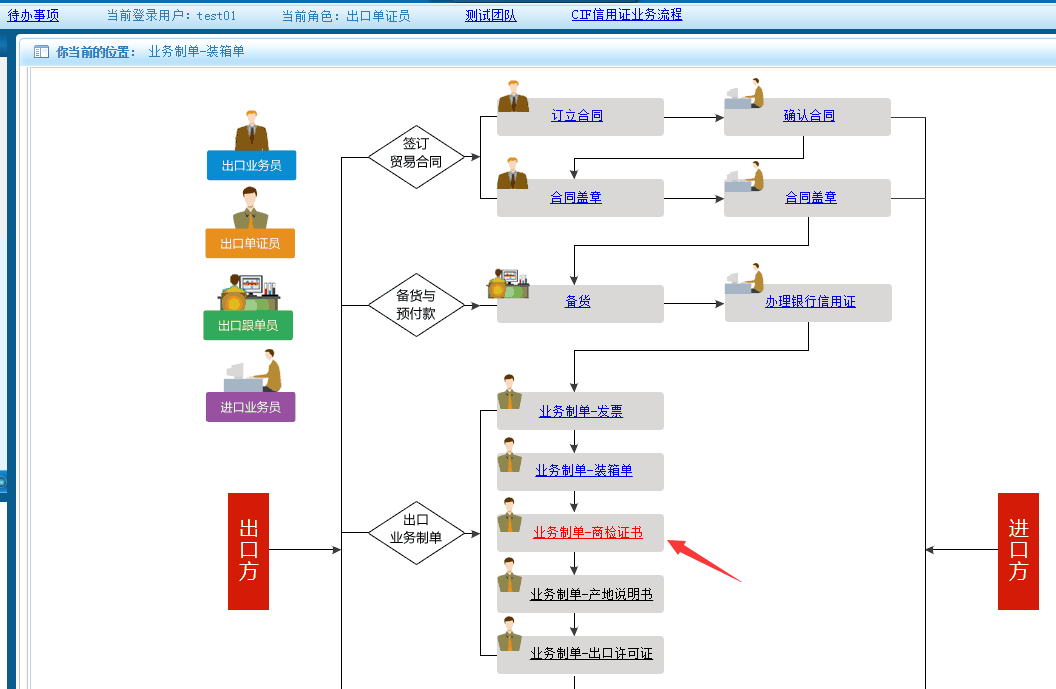 待办事项 当前登录用户：test01 当前角色：出口单证员 测试团队 CIF信用证业务流程
你当前的位置： 业务制单-装箱单
订立合同
确认合同
签订
贸易合同
出口业务员
合同盖章
合同盖章
出口单证员
备货与
预付款
备货
办理银行信用证
出口跟单员
进口业务员
业务制单-发票
业务制单-装箱单
出口
业务制单
业务制单-商检证书
业务制单-产地说明书
业务制单-出口许可证
出口方
进口方